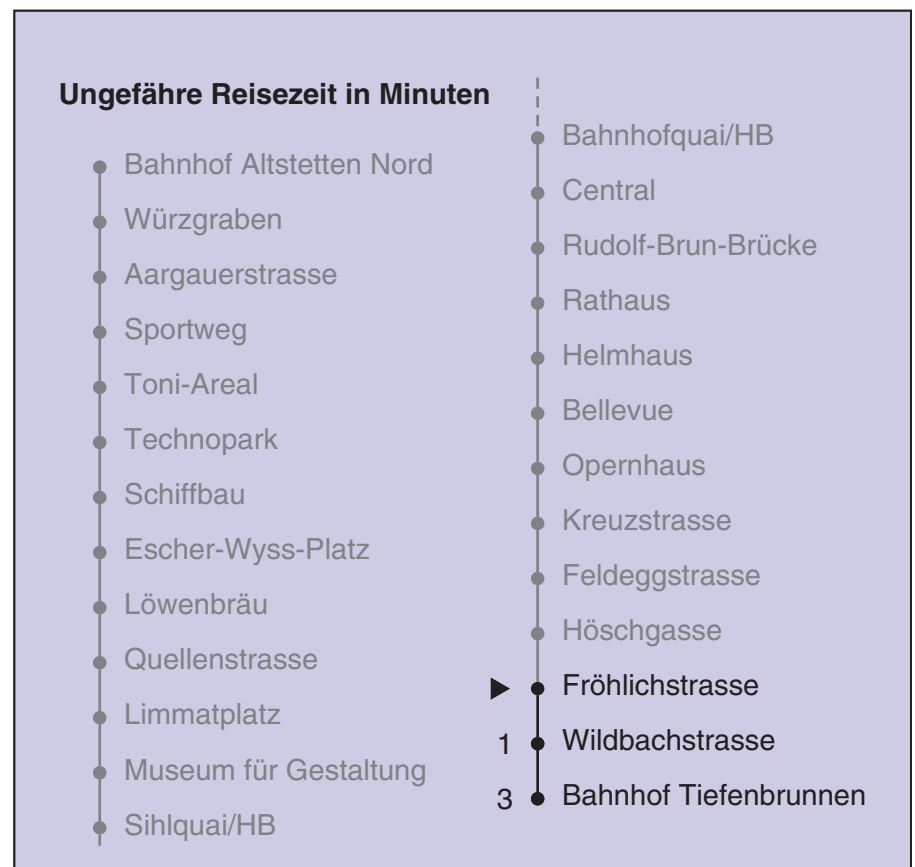 Ungefähre Reisezeit in Minuten
Bahnhof Altstetten Nord
Würzgraben
Aargauerstrasse
Sportweg
Toni-Areal
Technopark
Schiffbau
Escher-Wyss-Platz
Löwenbräu
Quellenstrasse
Limmatplatz
Museum für Gestaltung
Sihlquai/HB
Bahnhofquai/HB
Central
Rudolf-Brun-Brücke
Rathaus
Helmhaus
Bellevue
Opernhaus
Kreuzstrasse
Feldeggstrasse
Höschgasse
Fröhlichstrasse
1 Wildbachstrasse
3 Bahnhof Tiefenbrunnen